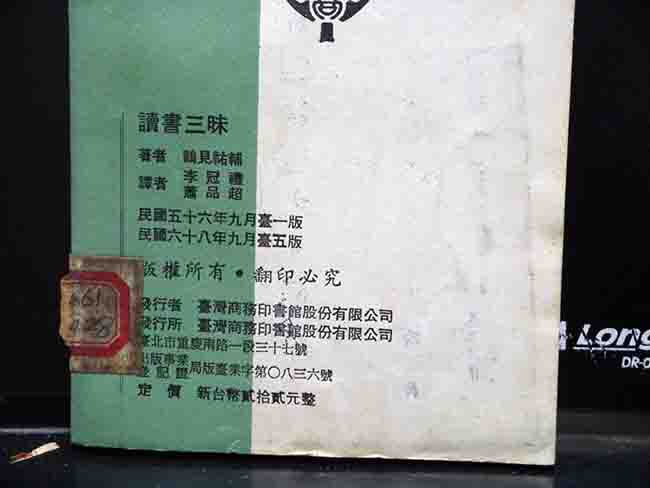 讀書三昧
著者 鶴見祐輔
譯者 李冠禮
蕭品超
民國五十六年九月臺一版
民國六十八年九月臺五版
版權所有·翻印必究
發行者 臺灣商務印書館股份有限公司
發行所 臺灣商務印書館股份有限公司
臺北市重慶南路一段三十七號
出版事業
登記證 局版臺業字第〇八三六號
定價 新台幣貳拾貳元整
Long
DR-0